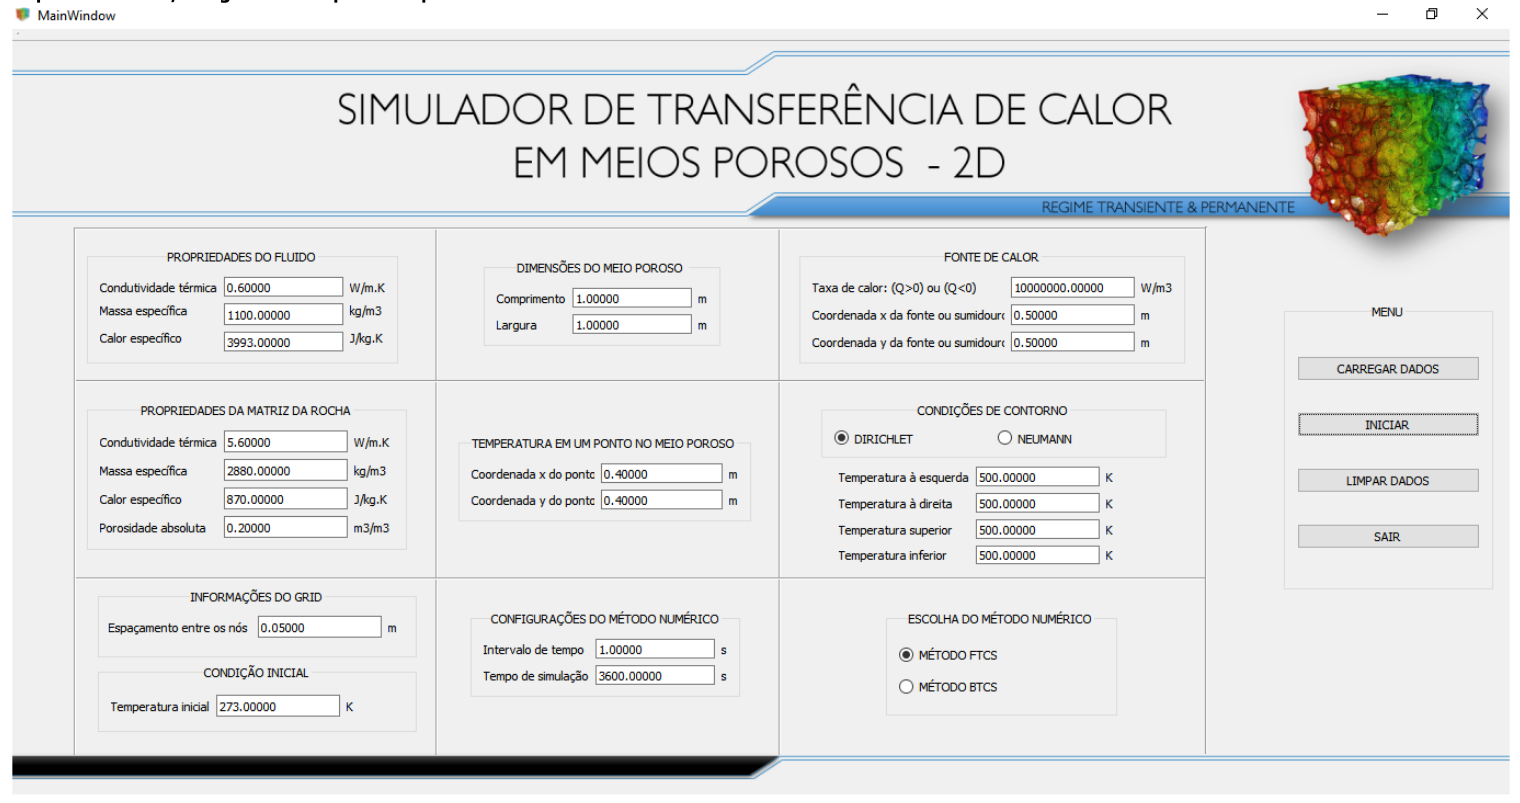 MainWindow
SIMULADOR DE TRANSFERÊNCIA DE CALOR
EM MEIOS POROSOS - 2D
REGIME TRANSIENTE & PERMANENTE
PROPRIEDADES DO FLUIDO
Condutividade térmica 0.60000 W/m.K
Massa específica 1100.00000 kg/m3
Calor específico 3993.00000 J/kg.K
DIMENSÕES DO MEIO POROSO
Comprimento 1.00000 m
Largura 1.00000 m
FONTE DE CALOR
Taxa de calor: (Q>0) ou (Q<0) 10000000.00000 W/m3
Coordenada x da fonte ou sumidour 0.50000 m
Coordenada y da fonte ou sumidour 0.50000 m
PROPRIEDADES DA MATRIZ DA ROCHA
Condutividade térmica 5.60000 W/m.K
Massa específica 2880.00000 kg/m3
Calor específico 870.00000 J/kg.K
Porosidade absoluta 0.20000 m3/m3
TEMPERATURA EM UM PONTO NO MEIO POROSO
Coordenada x do ponto 0.40000 m
Coordenada y do ponto 0.40000 m
CONDIÇÕES DE CONTORNO
DIRICHLET NEUMANN
Temperatura à esquerda 500.00000 K
Temperatura à direita 500.00000 K
Temperatura superior 500.00000 K
Temperatura inferior 500.00000 K
INFORMAÇÕES DO GRID
Espaçamento entre os nós 0.05000 m
CONDIÇÃO INICIAL
Temperatura inicial 273.00000 K
CONFIGURAÇÕES DO MÉTODO NUMÉRICO
Intervalo de tempo 1.00000 s
Tempo de simulação 3600.00000 s
ESCOLHA DO MÉTODO NUMÉRICO
MÉTODO FTCS
MÉTODO BTCS
MENU
CARREGAR DADOS
INICIAR
LIMPAR DADOS
SAIR